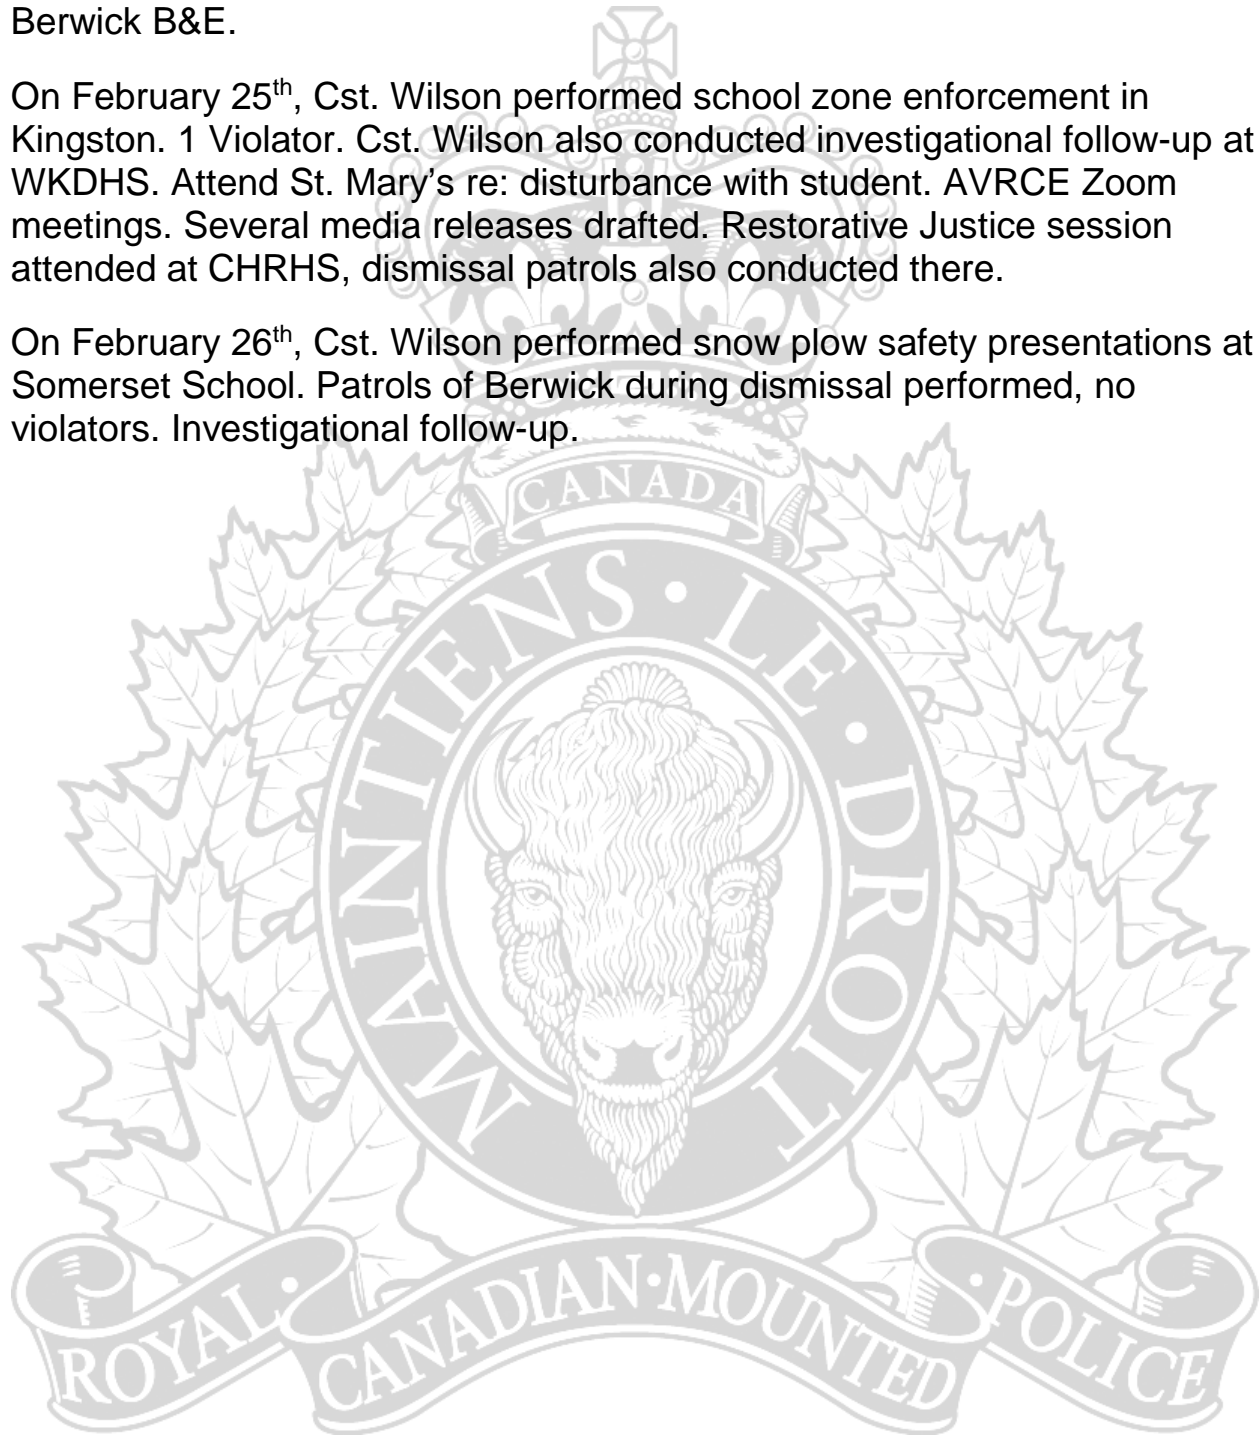 Berwick B&E.
On February 25th, Cst. Wilson performed school zone enforcement in
Kingston. 1 Violator. Cst. Wilson also conducted investigational follow-up at
WKDHS. Attend St. Mary's re: disturbance with student. AVRCE Zoom
meetings. Several media releases drafted. Restorative Justice session
attended at CHRHS, dismissal patrols also conducted there.
On February 26th, Cst. Wilson performed snow plow safety presentations at
Somerset School. Patrols of Berwick during dismissal performed, no
violators. Investigational follow-up.
CANADA
MAINTIENS · LE · DROIT
ROYAL · CANADIAN · MOUNTED · POLICE